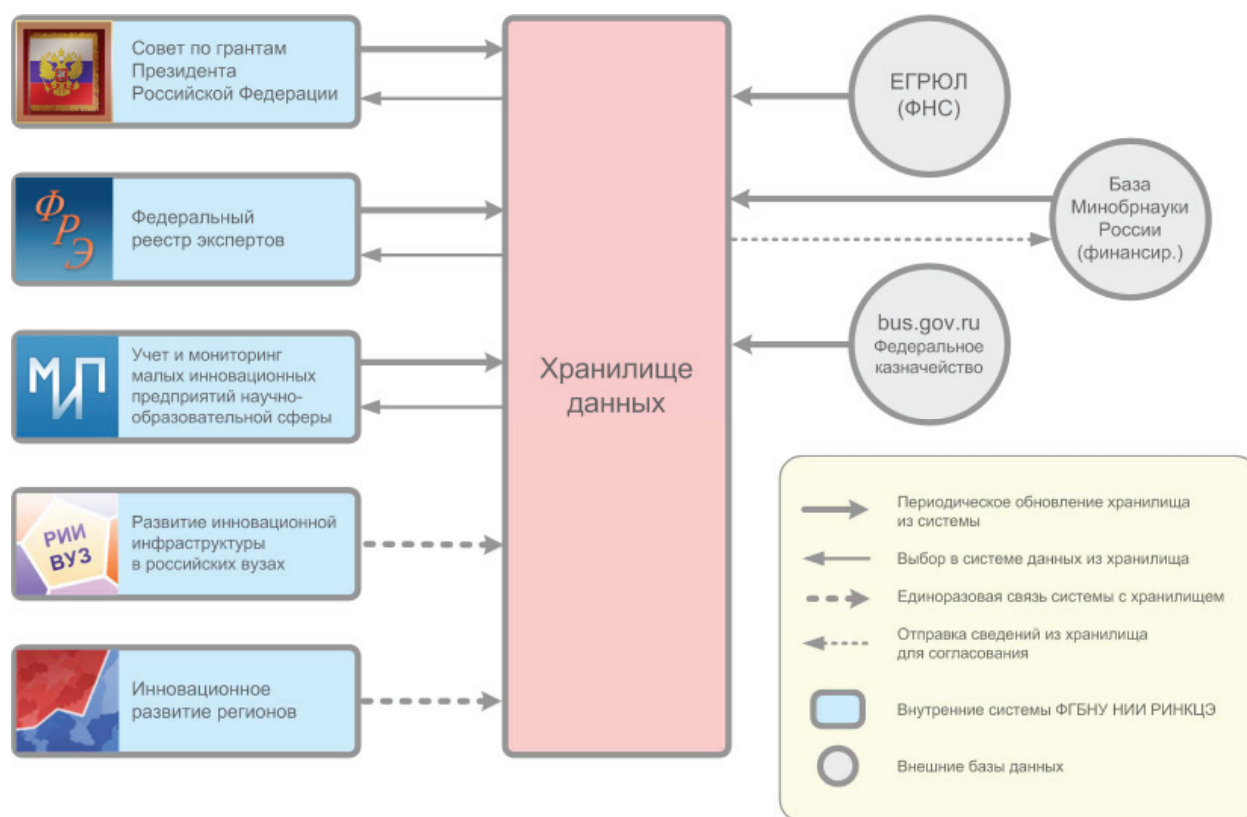 Совет по грантам
Президента
Российской Федерации
Ф
Р
Э
Федеральный
реестр экспертов
МИП
Учет и мониторинг
малых инновационных
предприятий научно-
образовательной сферы
РИИ
ВУЗ
Развитие инновационной
инфраструктуры
в российских вузах
Инновационное
развитие регионов
Хранилище
данных
ЕГРЮЛ
(ФНС)
База
Минобрнауки
России
(финансир.)
bus.gov.ru
Федеральное
казначейство
Периодическое обновление хранилища
из системы
Выбор в системе данных из хранилища
Единоразовая связь системы с хранилищем
Отправка сведений из хранилища
для согласования
Внутренние системы ФГБНУ НИИ РИНКЦЭ
Внешние базы данных